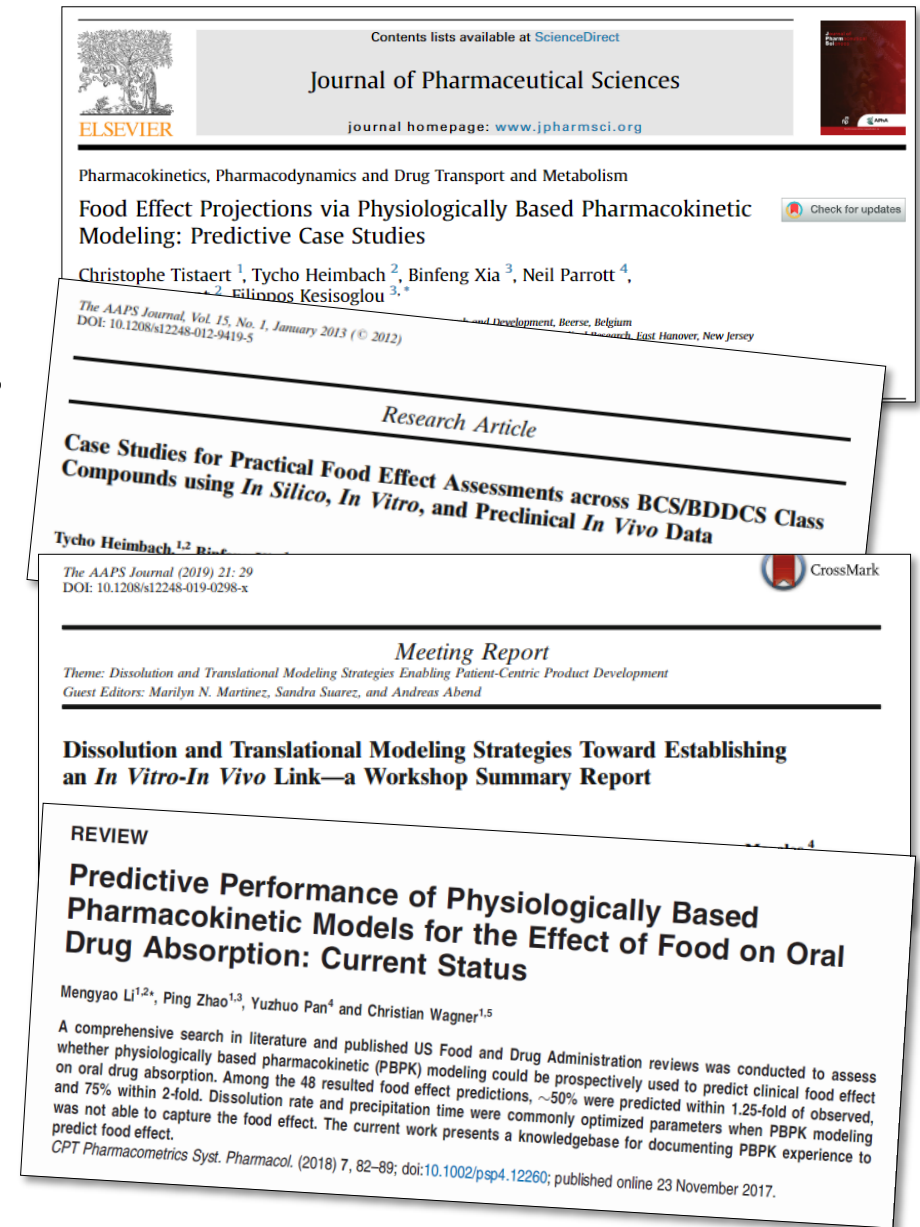 Contents lists available at ScienceDirect
Journal of Pharmaceutical Sciences
journal homepage: www.jpharmsci.org
ELSEVIER
Pharmacokinetics, Pharmacodynamics and Drug Transport and Metabolism
Food Effect Projections via Physiologically Based Pharmacokinetic
Modeling: Predictive Case Studies
Check for updates
Christophe Tistaert 1, Tycho Heimbach 2, Binfeng Xia 3, Neil Parrott 4,
2, Filippos Kesisoglou 3, *
and Development, Beerse, Belgium
Research, East Hanover, New Jersey
The AAPS Journal, Vol. 15, No. 1, January 2013 (© 2012)
DOI: 10.1208/s12248-012-9419-5
Research Article
Case Studies for Practical Food Effect Assessments across BCS/BDDCS Class
Compounds using In Silico, In Vitro, and Preclinical In Vivo Data
Tycho Heimbach,1,2
The AAPS Journal (2019) 21: 29
DOI: 10.1208/s12248-019-0298-x
CrossMark
Meeting Report
Theme: Dissolution and Translational Modeling Strategies Enabling Patient-Centric Product Development
Guest Editors: Marilyn N. Martinez, Sandra Suarez, and Andreas Abend
Dissolution and Translational Modeling Strategies Toward Establishing
an In Vitro-In Vivo Link—a Workshop Summary Report
4
REVIEW
Predictive Performance of Physiologically Based
Pharmacokinetic Models for the Effect of Food on Oral
Drug Absorption: Current Status
Mengyao Li1,2*, Ping Zhao1,3, Yuzhuo Pan4 and Christian Wagner1,5
A comprehensive search in literature and published US Food and Drug Administration reviews was conducted to assess
whether physiologically based pharmacokinetic (PBPK) modeling could be prospectively used to predict clinical food effect
on oral drug absorption. Among the 48 resulted food effect predictions, ∼50% were predicted within 1.25-fold of observed,
and 75% within 2-fold. Dissolution rate and precipitation time were commonly optimized parameters when PBPK modeling
was not able to capture the food effect. The current work presents a knowledgebase for documenting PBPK experience to
predict food effect.
CPT Pharmacometrics Syst. Pharmacol. (2018) 7, 82–89; doi:10.1002/psp4.12260; published online 23 November 2017.